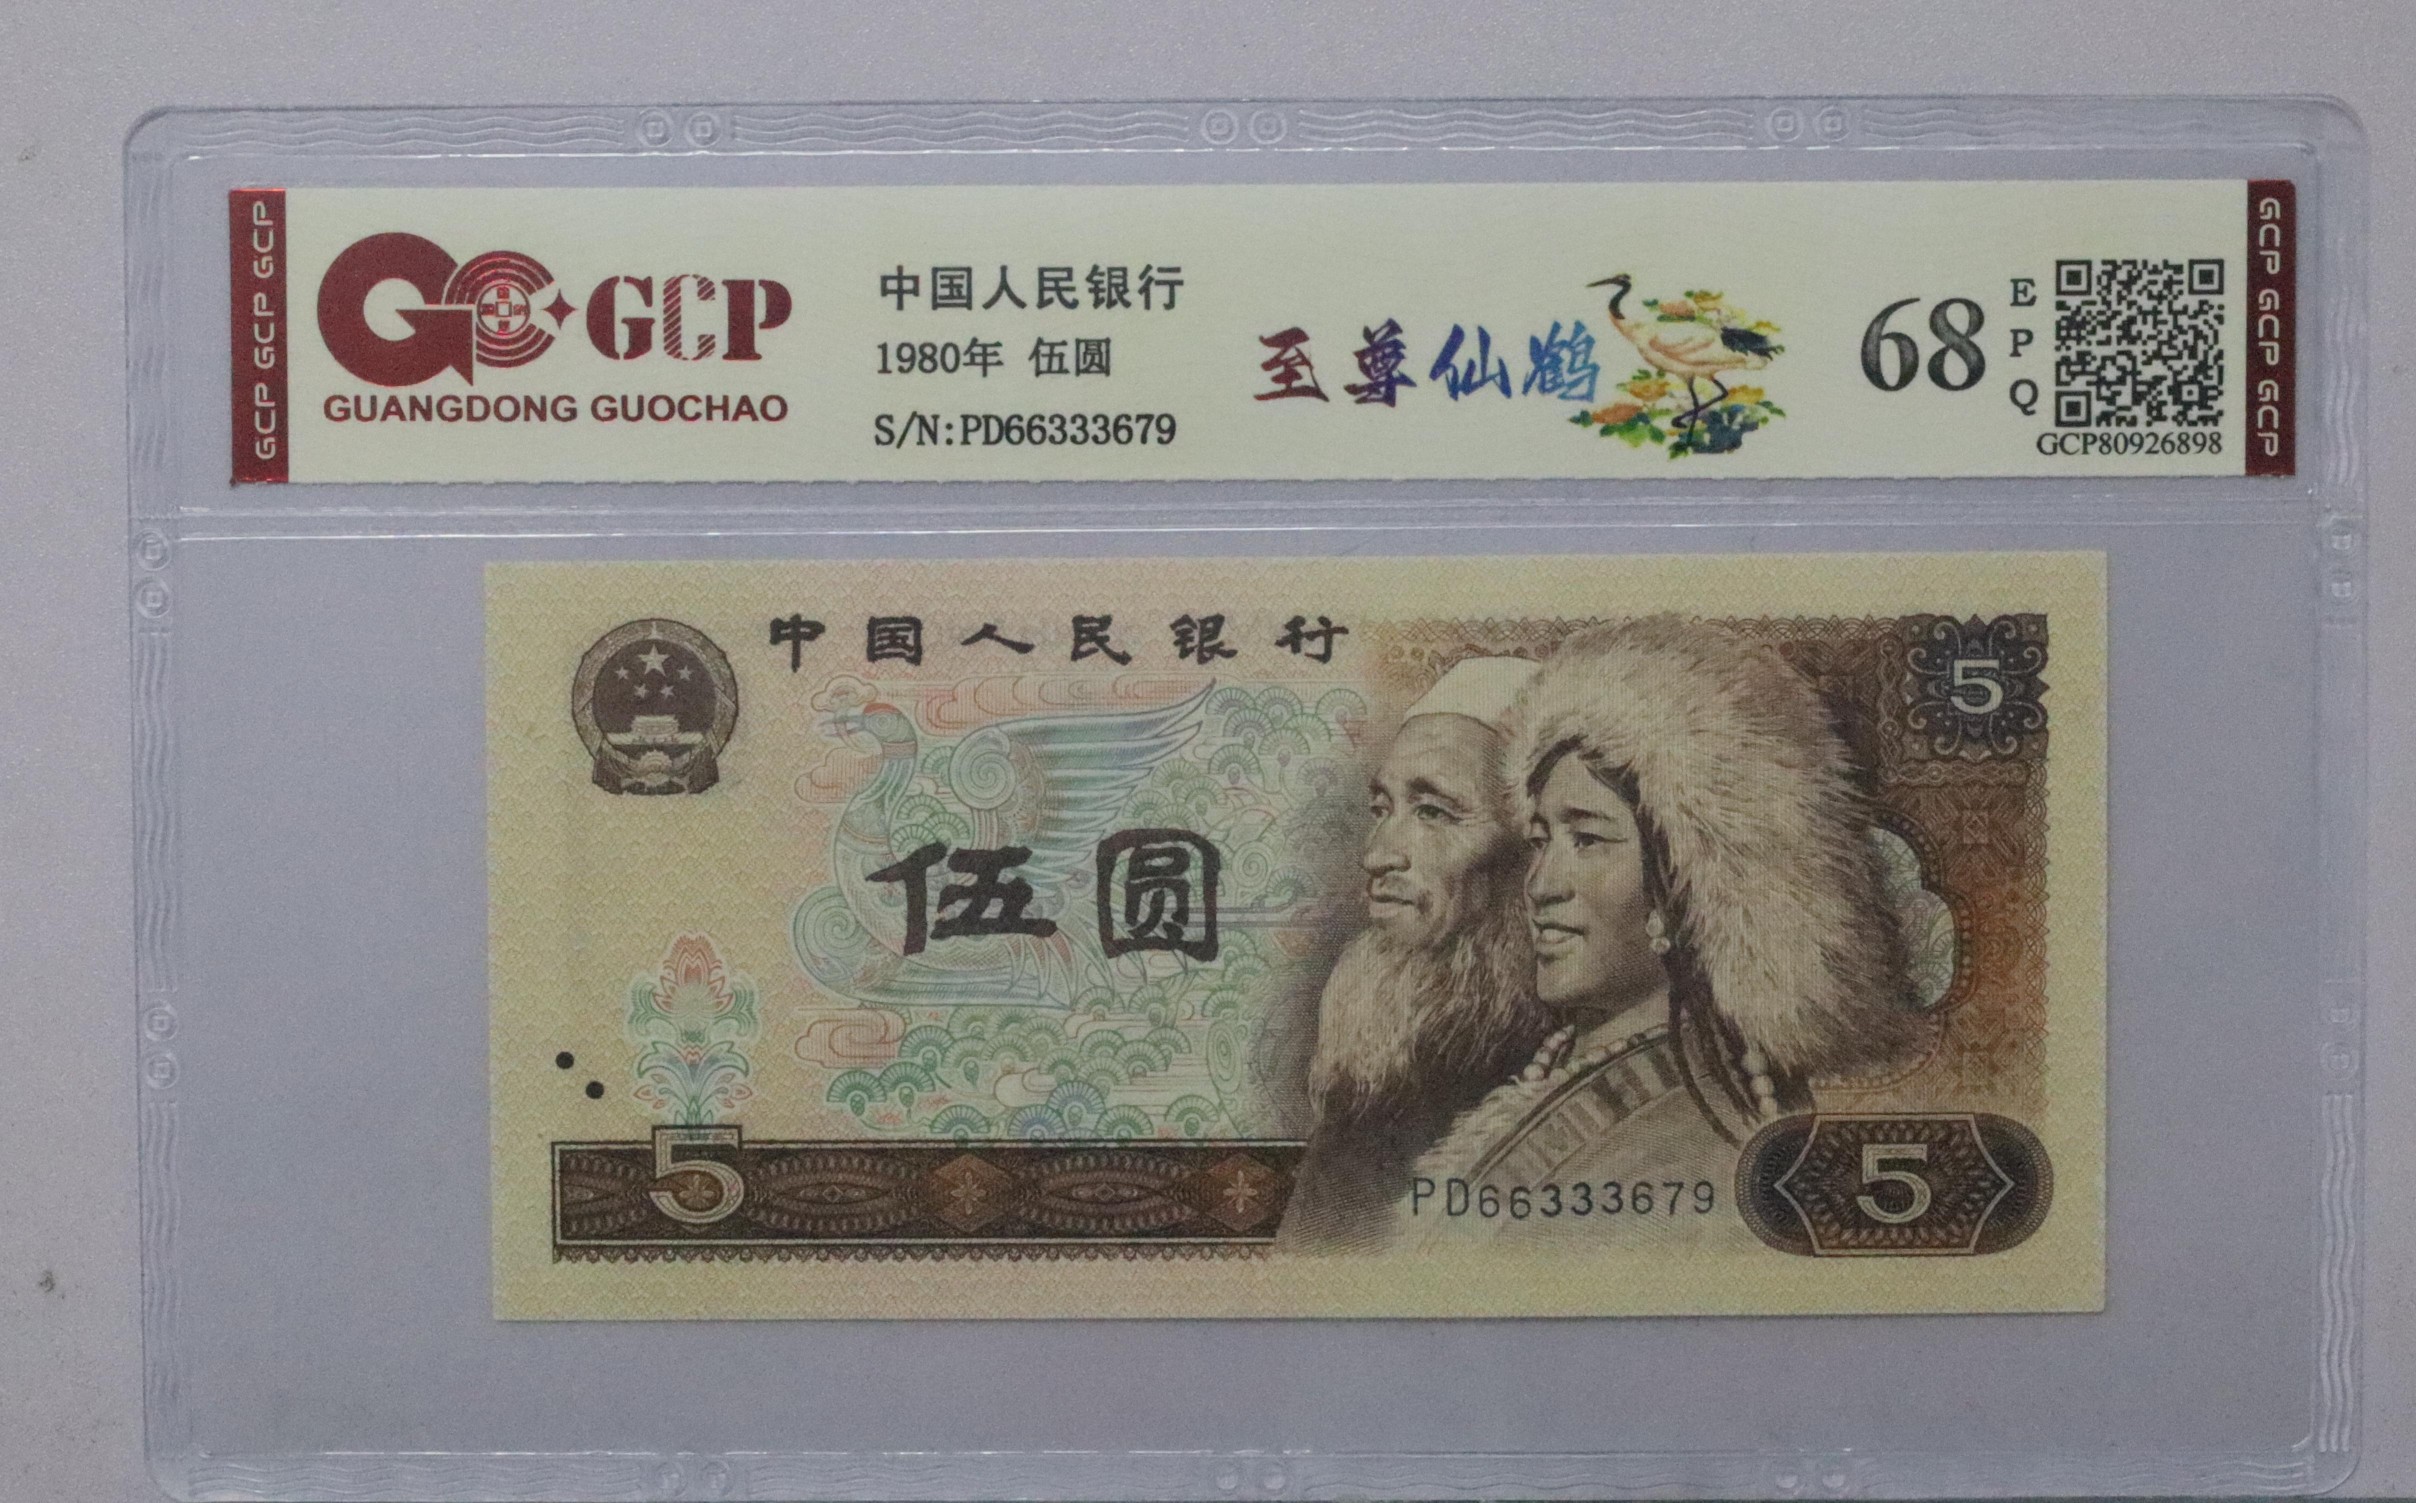 GCP GCP GCP
GCP
GUANGDONG GUOCHAO
中国人民银行
1980年 伍圆
S/N:PD66333679
至尊仙鹤
68
EPQ
GCP80926898
GCP GCP GCP
中国人民银行
5
伍圆
5
PD66333679
5